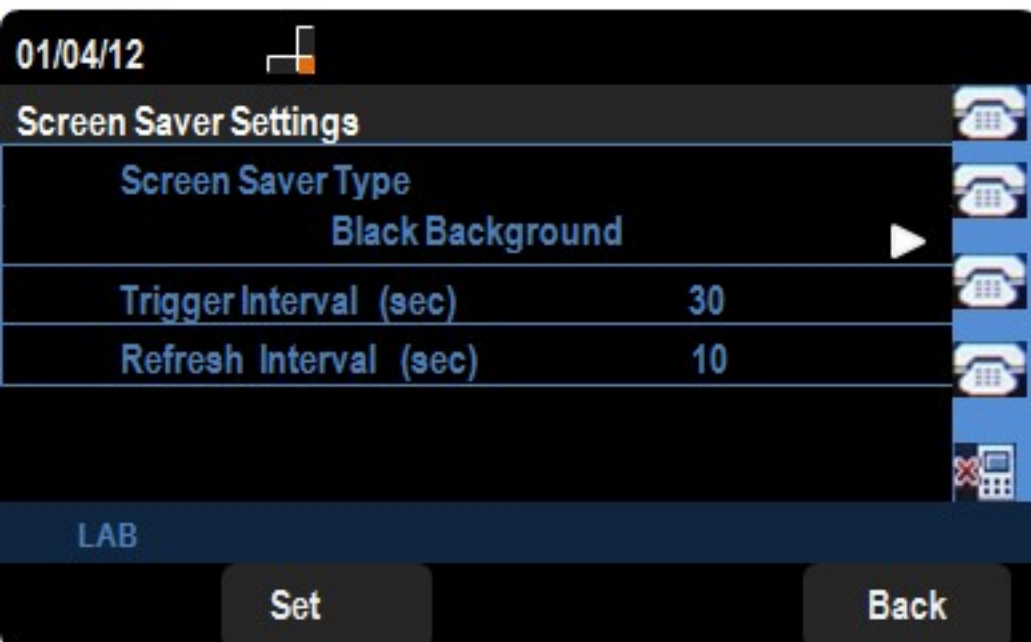 01/04/12
Screen Saver Settings
Screen Saver Type
Black Background
Trigger Interval (sec) 30
Refresh Interval (sec) 10
LAB
Set Back